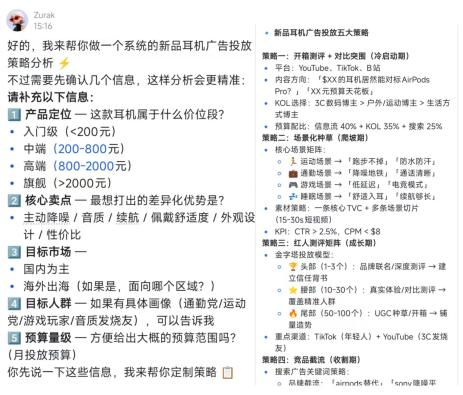 Zurak
15:16
好的，我来帮你做一个系统的新品耳机广告投放
策略分析 ⚡
不过需要先确认几个信息，这样分析会更精准：
请补充以下信息：
1️⃣ 产品定位 — 这款耳机属于什么价位段？
• 入门级（<200元）
• 中端（200-800元）
• 高端（800-2000元）
• 旗舰（>2000元）
2️⃣ 核心卖点 — 最想打出的差异化优势是？
• 主动降噪 / 音质 / 续航 / 佩戴舒适度 / 外观设
计 / 性价比
3️⃣ 目标市场 —
• 国内为主
• 海外出海（如果是，面向哪个区域？）
4️⃣ 目标人群 — 如果有具体画像（通勤党/运动
党/游戏玩家/音质发烧友），可以告诉我
5️⃣ 预算量级 — 方便给出大概的预算范围吗？
（月投放预算）
你先说一下这些信息，我来帮你定制策略 📋
• 新品耳机广告投放五大策略
策略一：开箱测评 + 对比突围（冷启动期）
• 平台：YouTube、TikTok、B站
• 内容方向：「$XX的耳机居然能对标AirPods
Pro？」「XX元预算天花板」
• KOL选择：3C数码博主 > 户外/运动博主 > 生活方
式博主
• 预算配比：信息流 40% + KOL 35% + 搜索 25%
策略二：场景化种草（爬坡期）
• 核心场景矩阵：
◦ 🏃 运动场景 → 「跑步不掉」「防水防汗」
◦ 💼 通勤场景 → 「降噪地铁」「通话清晰」
◦ 🎮 游戏场景 → 「低延迟」「电竞模式」
◦ 💤 睡眠场景 → 「舒适入耳」「续航够长」
• 素材策略：一条核心TVC + 多条场景切片
（15-30s短视频）
• KPI：CTR > 2.5%，CPM < $8
策略三：红人测评矩阵（成长期）
• 金字塔投放模型：
◦ 🏆 头部（1-3个）：品牌联名/深度测评 → 建
立信任背书
◦ ⭐ 腰部（10-30个）：真实体验/对比测评 →
覆盖精准人群
◦ 🔥 尾部（50-100个）：UGC种草/开箱 → 铺
量造势
• 重点渠道：TikTok（年轻人）+ YouTube（3C发烧
友）
策略四：竞品截流（收割期）
• 搜索广告关键词策略：
◦ 品牌截流：「airpods替代」「sony降噪平